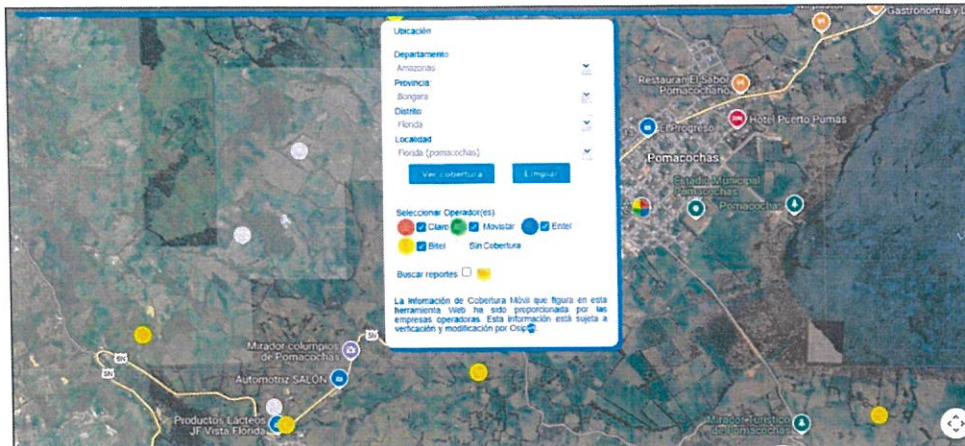 Gastronomía y D
Ubicación
Departamento
Amazonas
Provincia:
Bongara
Distrito:
Florida
Localidad
Florida (pomacochas)
Ver cobertura
Limpiar
Seleccionar Operador(es)
Claro
Movistar
Entel
Bitel
Sin Cobertura
Buscar reportes
La Información de Cobertura Móvil que figura en esta
herramienta Web ha sido proporcionada por las
empresas operadoras. Esta información está sujeta a
verificación y modificación por
Restauran El Sabor
Pomacochano
Hotel Puerto Pumas
El Progreso
Pomacochas
Estadio Municipal
Pomacochas
Pomacochas
5N
5N
5N
Mirador columpios
de Pomacochas
Automotriz SALÓN
Productos Lácteos
JF Vista Florida
Mirador Turístico
de Pomacochas